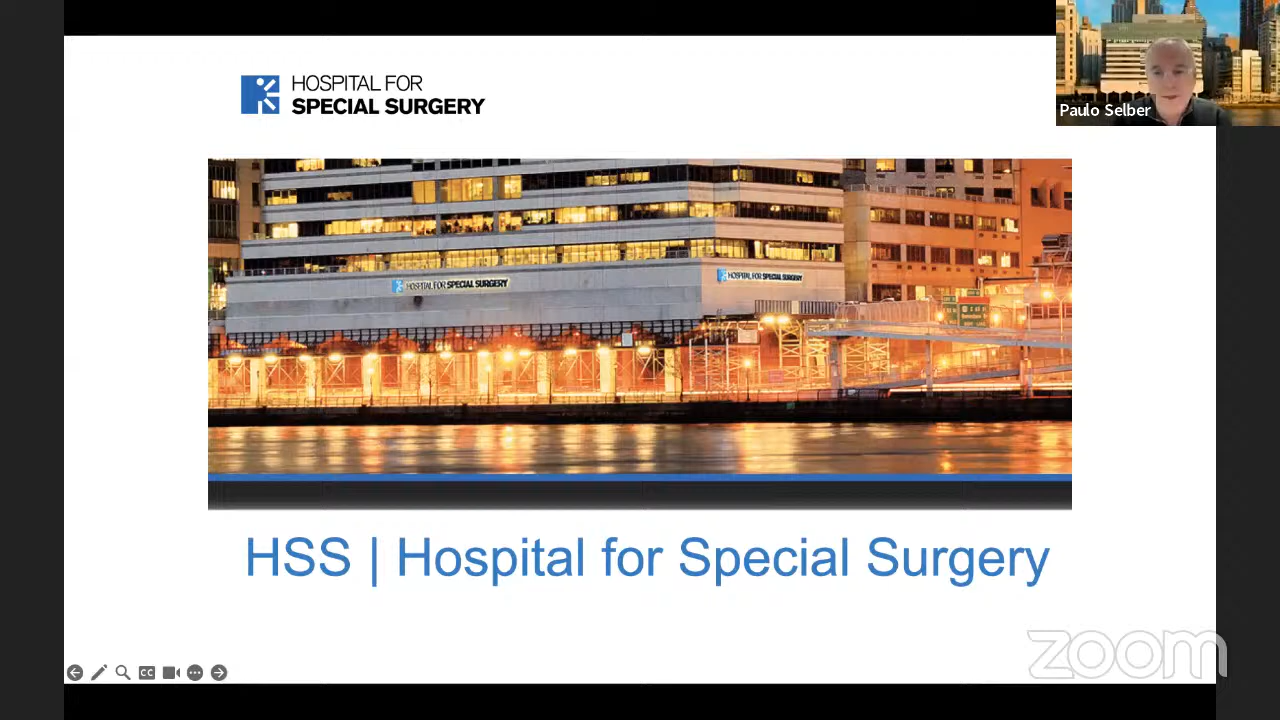 HOSPITAL FOR
SPECIAL SURGERY
Paulo Selber
HOSPITAL FOR SPECIAL SURGERY
HOSPITAL FOR SPECIAL SURGERY
HSS | Hospital for Special Surgery
CC
zoom